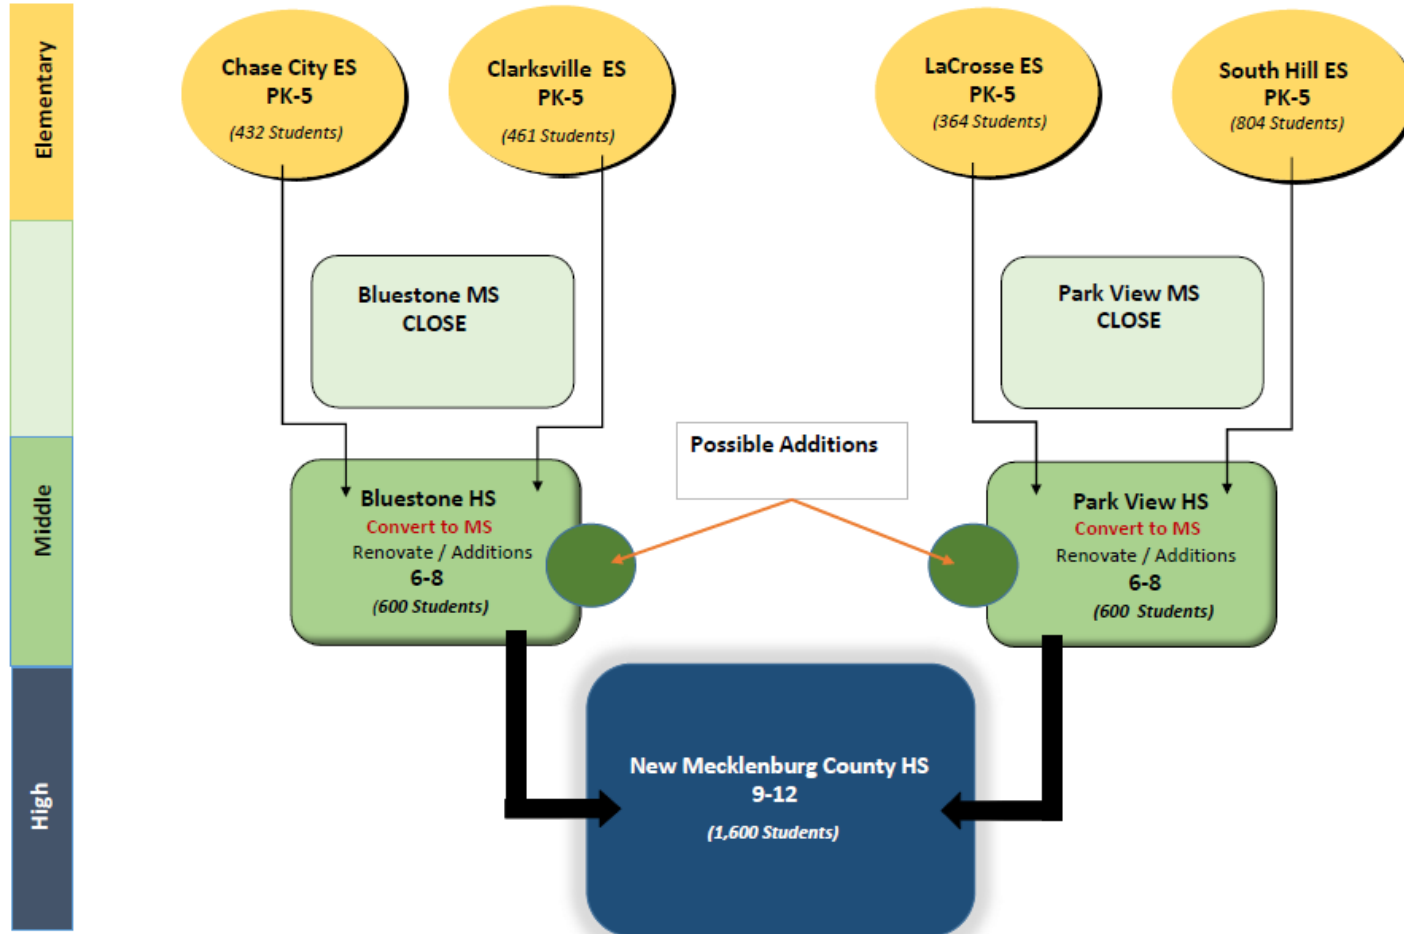 Elementary
Chase City ES
PK-5
(432 Students)
Clarksville ES
PK-5
(461 Students)
LaCrosse ES
PK-5
(364 Students)
South Hill ES
PK-5
(804 Students)
Bluestone MS
CLOSE
Park View MS
CLOSE
Middle
Possible Additions
Bluestone HS
Convert to MS
Renovate / Additions
6-8
(600 Students)
Park View HS
Convert to MS
Renovate / Additions
6-8
(600 Students)
High
New Mecklenburg County HS
9-12
(1,600 Students)